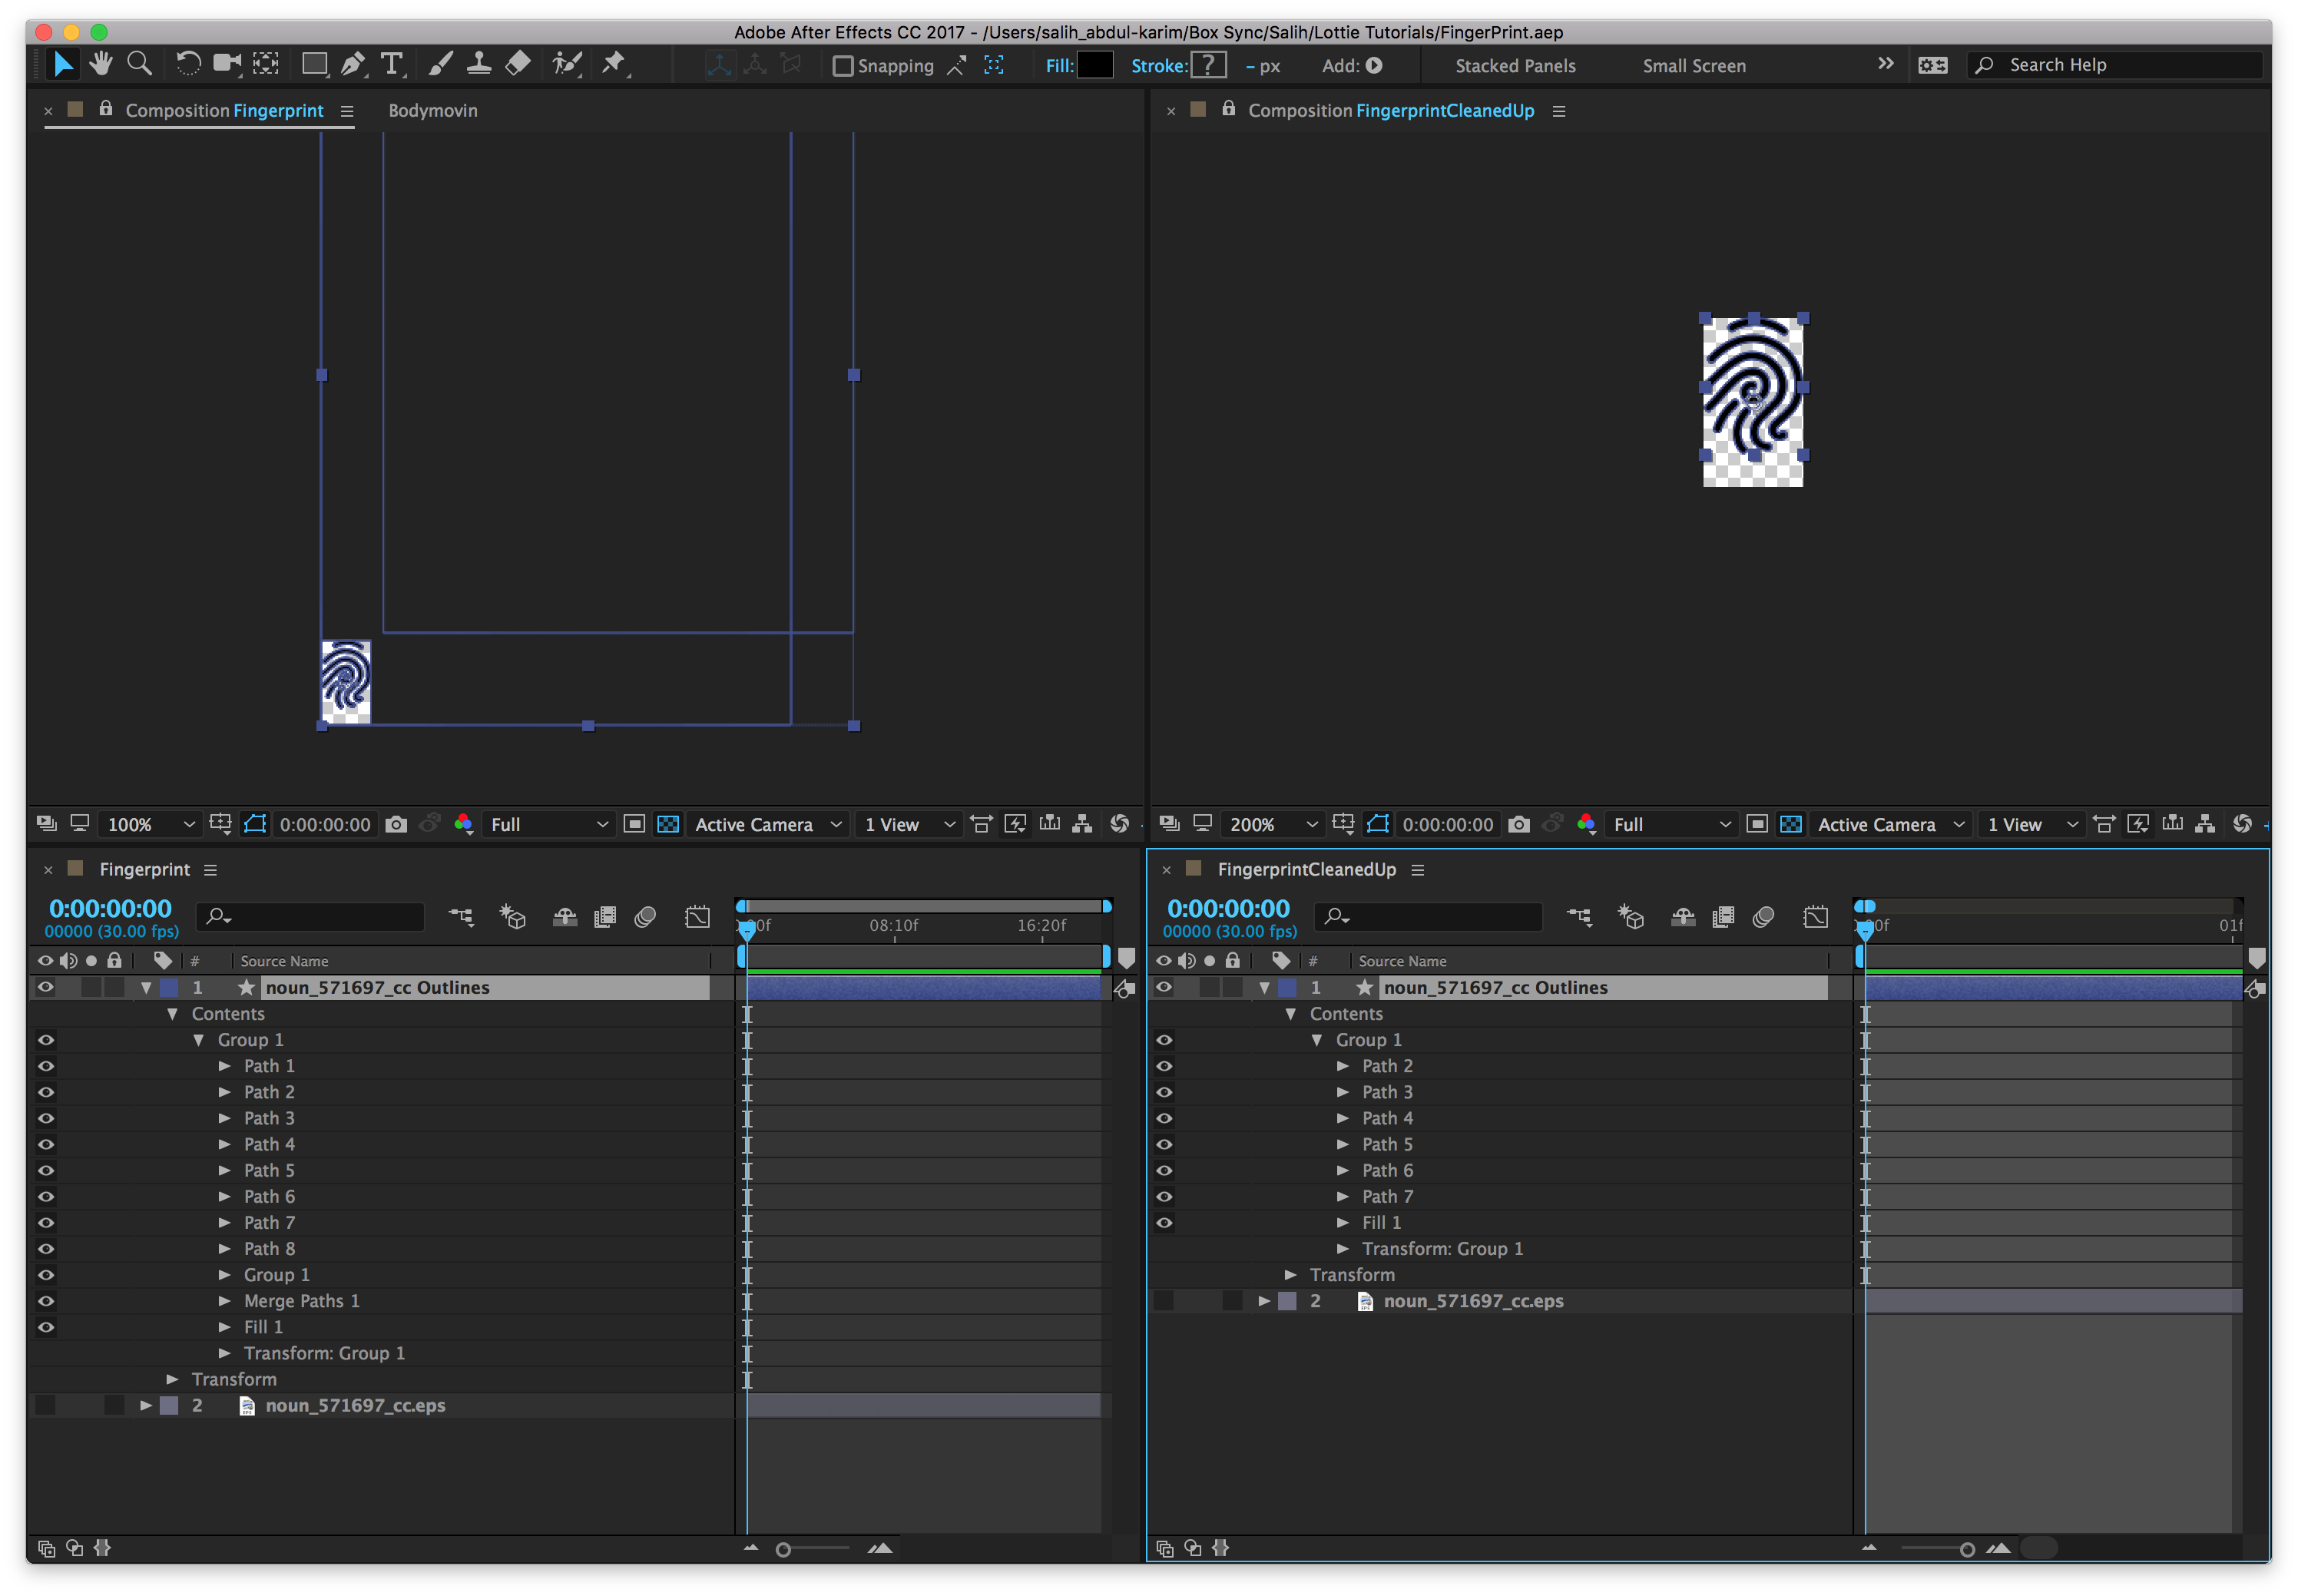 Adobe After Effects CC 2017 - /Users/salih_abdul-karim/Box Sync/Salih/Lottie Tutorials/FingerPrint.aep
Snapping Fill: Stroke: ? - px Add: Stacked Panels Small Screen Search Help
Composition Fingerprint Bodymovin
Composition FingerprintCleanedUp
100% 0:00:00:00 Full Active Camera 1 View
200% 0:00:00:00 Full Active Camera 1 View
Fingerprint
0:00:00:00
00000 (30.00 fps)
08:10f 16:20f
# Source Name
1 noun_571697_cc Outlines
Contents
Group 1
Path 1
Path 2
Path 3
Path 4
Path 5
Path 6
Path 7
Path 8
Group 1
Merge Paths 1
Fill 1
Transform: Group 1
Transform
2 noun_571697_cc.eps
FingerprintCleanedUp
0:00:00:00
00000 (30.00 fps)
# Source Name
1 noun_571697_cc Outlines
Contents
Group 1
Path 2
Path 3
Path 4
Path 5
Path 6
Path 7
Fill 1
Transform: Group 1
Transform
2 noun_571697_cc.eps